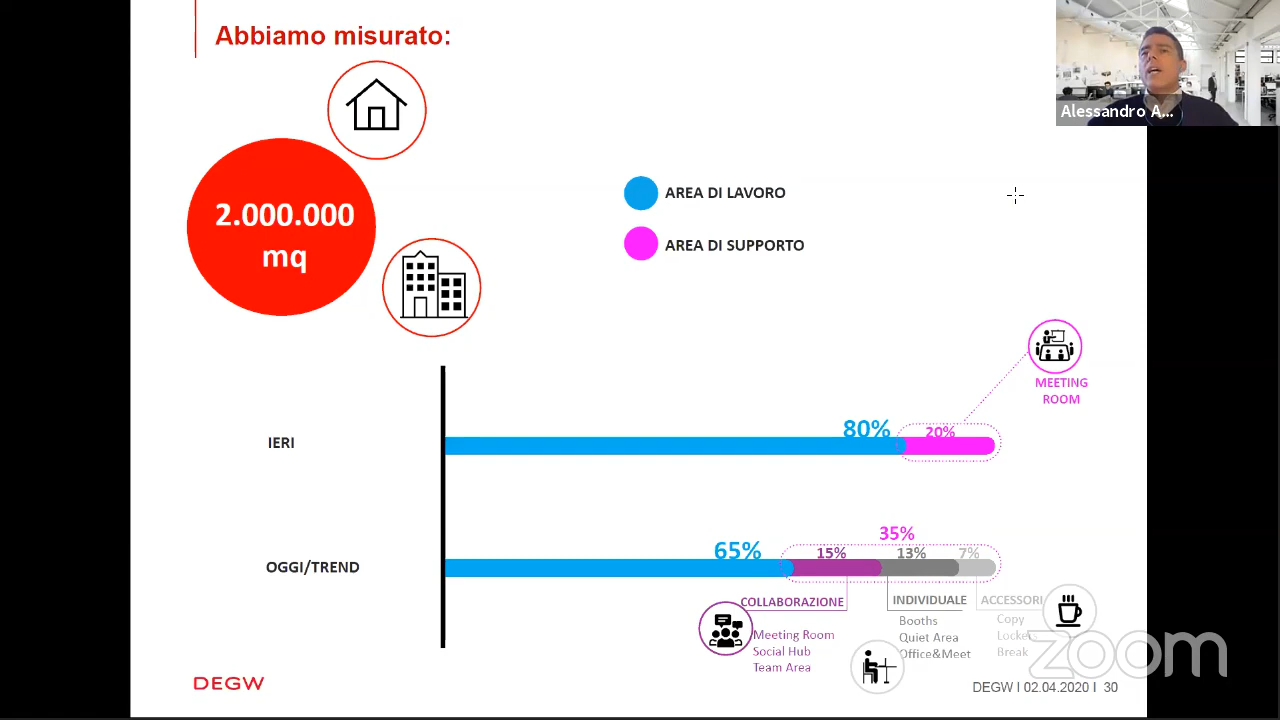 Abbiamo misurato:
Alessandro A...
2.000.000
mq
AREA DI LAVORO
AREA DI SUPPORTO
MEETING
ROOM
IERI
80%
20%
OGGI/TREND
65%
35%
15%
13%
7%
COLLABORAZIONE
INDIVIDUALE
ACCESSORI
Meeting Room
Social Hub
Team Area
Booths
Quiet Area
Office&Meet
Copy
Break
zoom
DEGW
DEGW I 02.04.2020 I 30